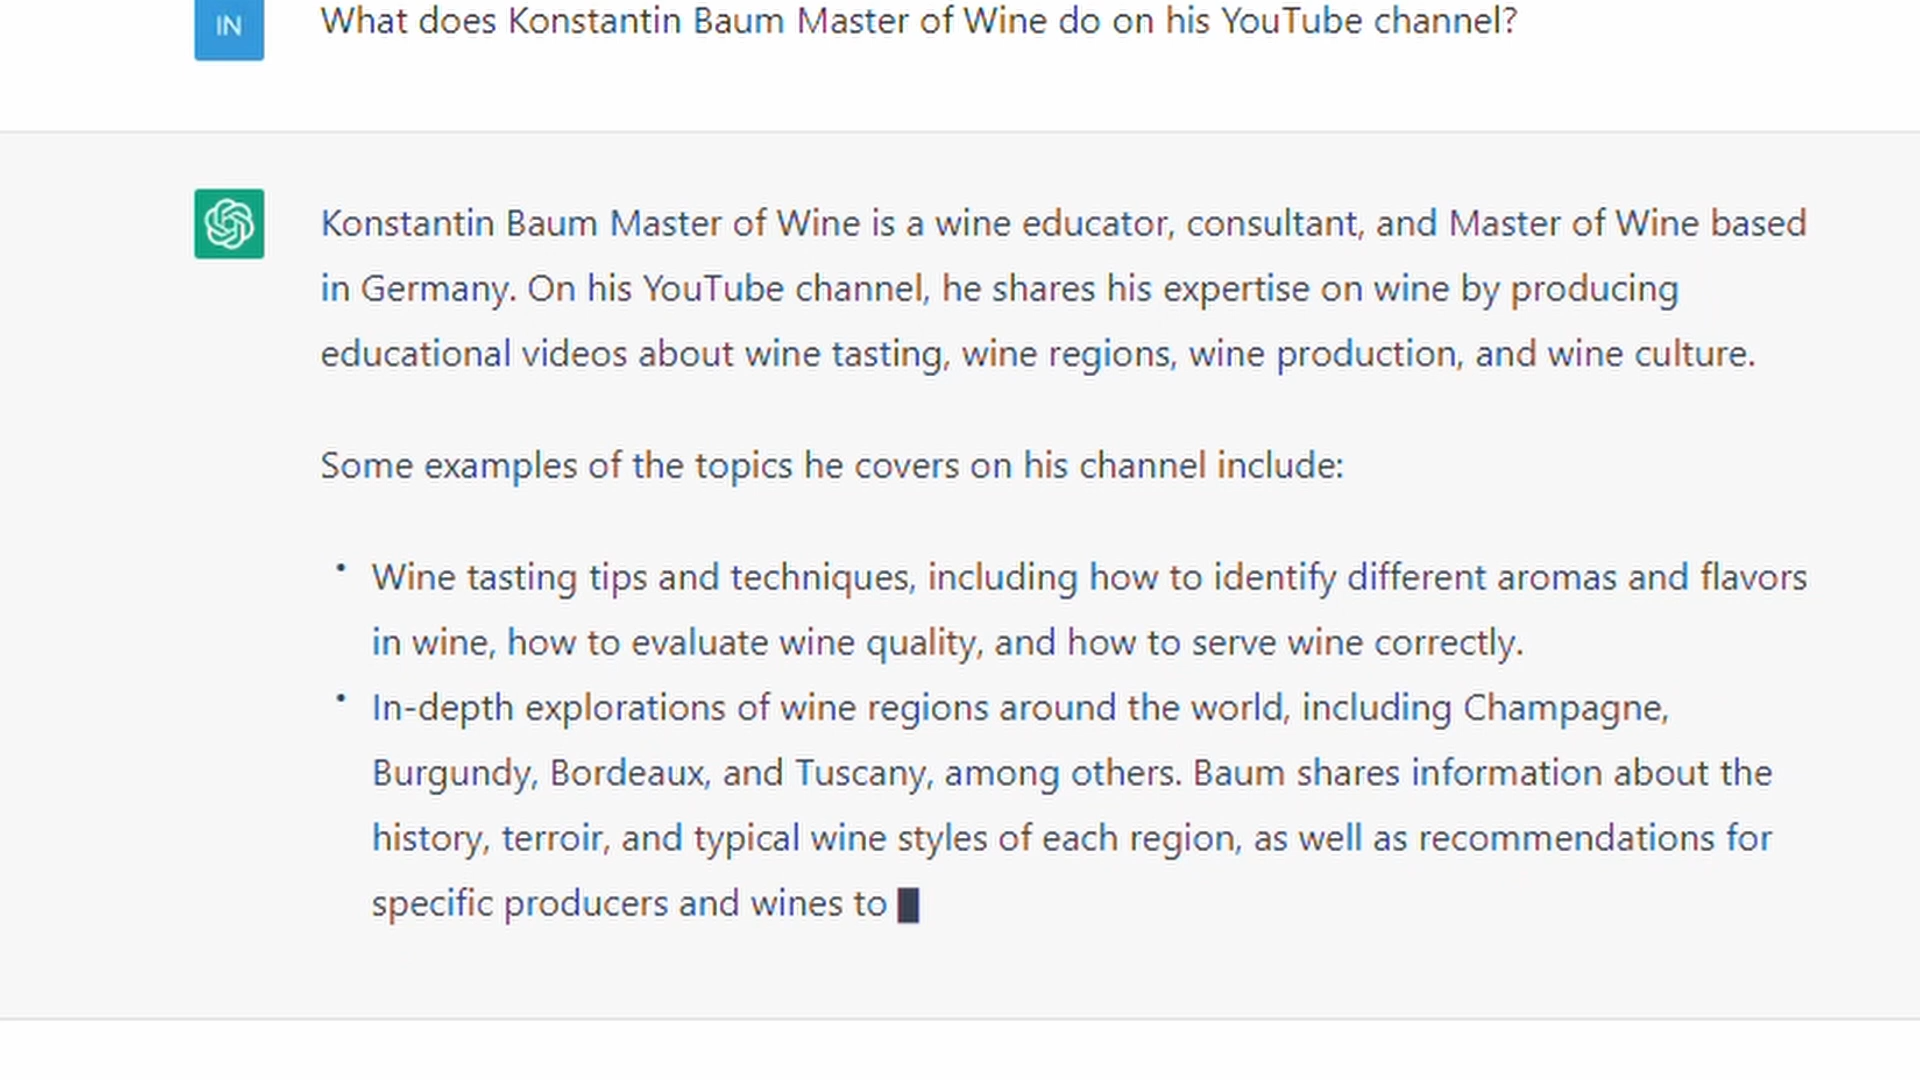 IN
What does Konstantin Baum Master of Wine do on his YouTube channel?
Konstantin Baum Master of Wine is a wine educator, consultant, and Master of Wine based
in Germany. On his YouTube channel, he shares his expertise on wine by producing
educational videos about wine tasting, wine regions, wine production, and wine culture.
Some examples of the topics he covers on his channel include:
• Wine tasting tips and techniques, including how to identify different aromas and flavors
in wine, how to evaluate wine quality, and how to serve wine correctly.
• In-depth explorations of wine regions around the world, including Champagne,
Burgundy, Bordeaux, and Tuscany, among others. Baum shares information about the
history, terroir, and typical wine styles of each region, as well as recommendations for
specific producers and wines to